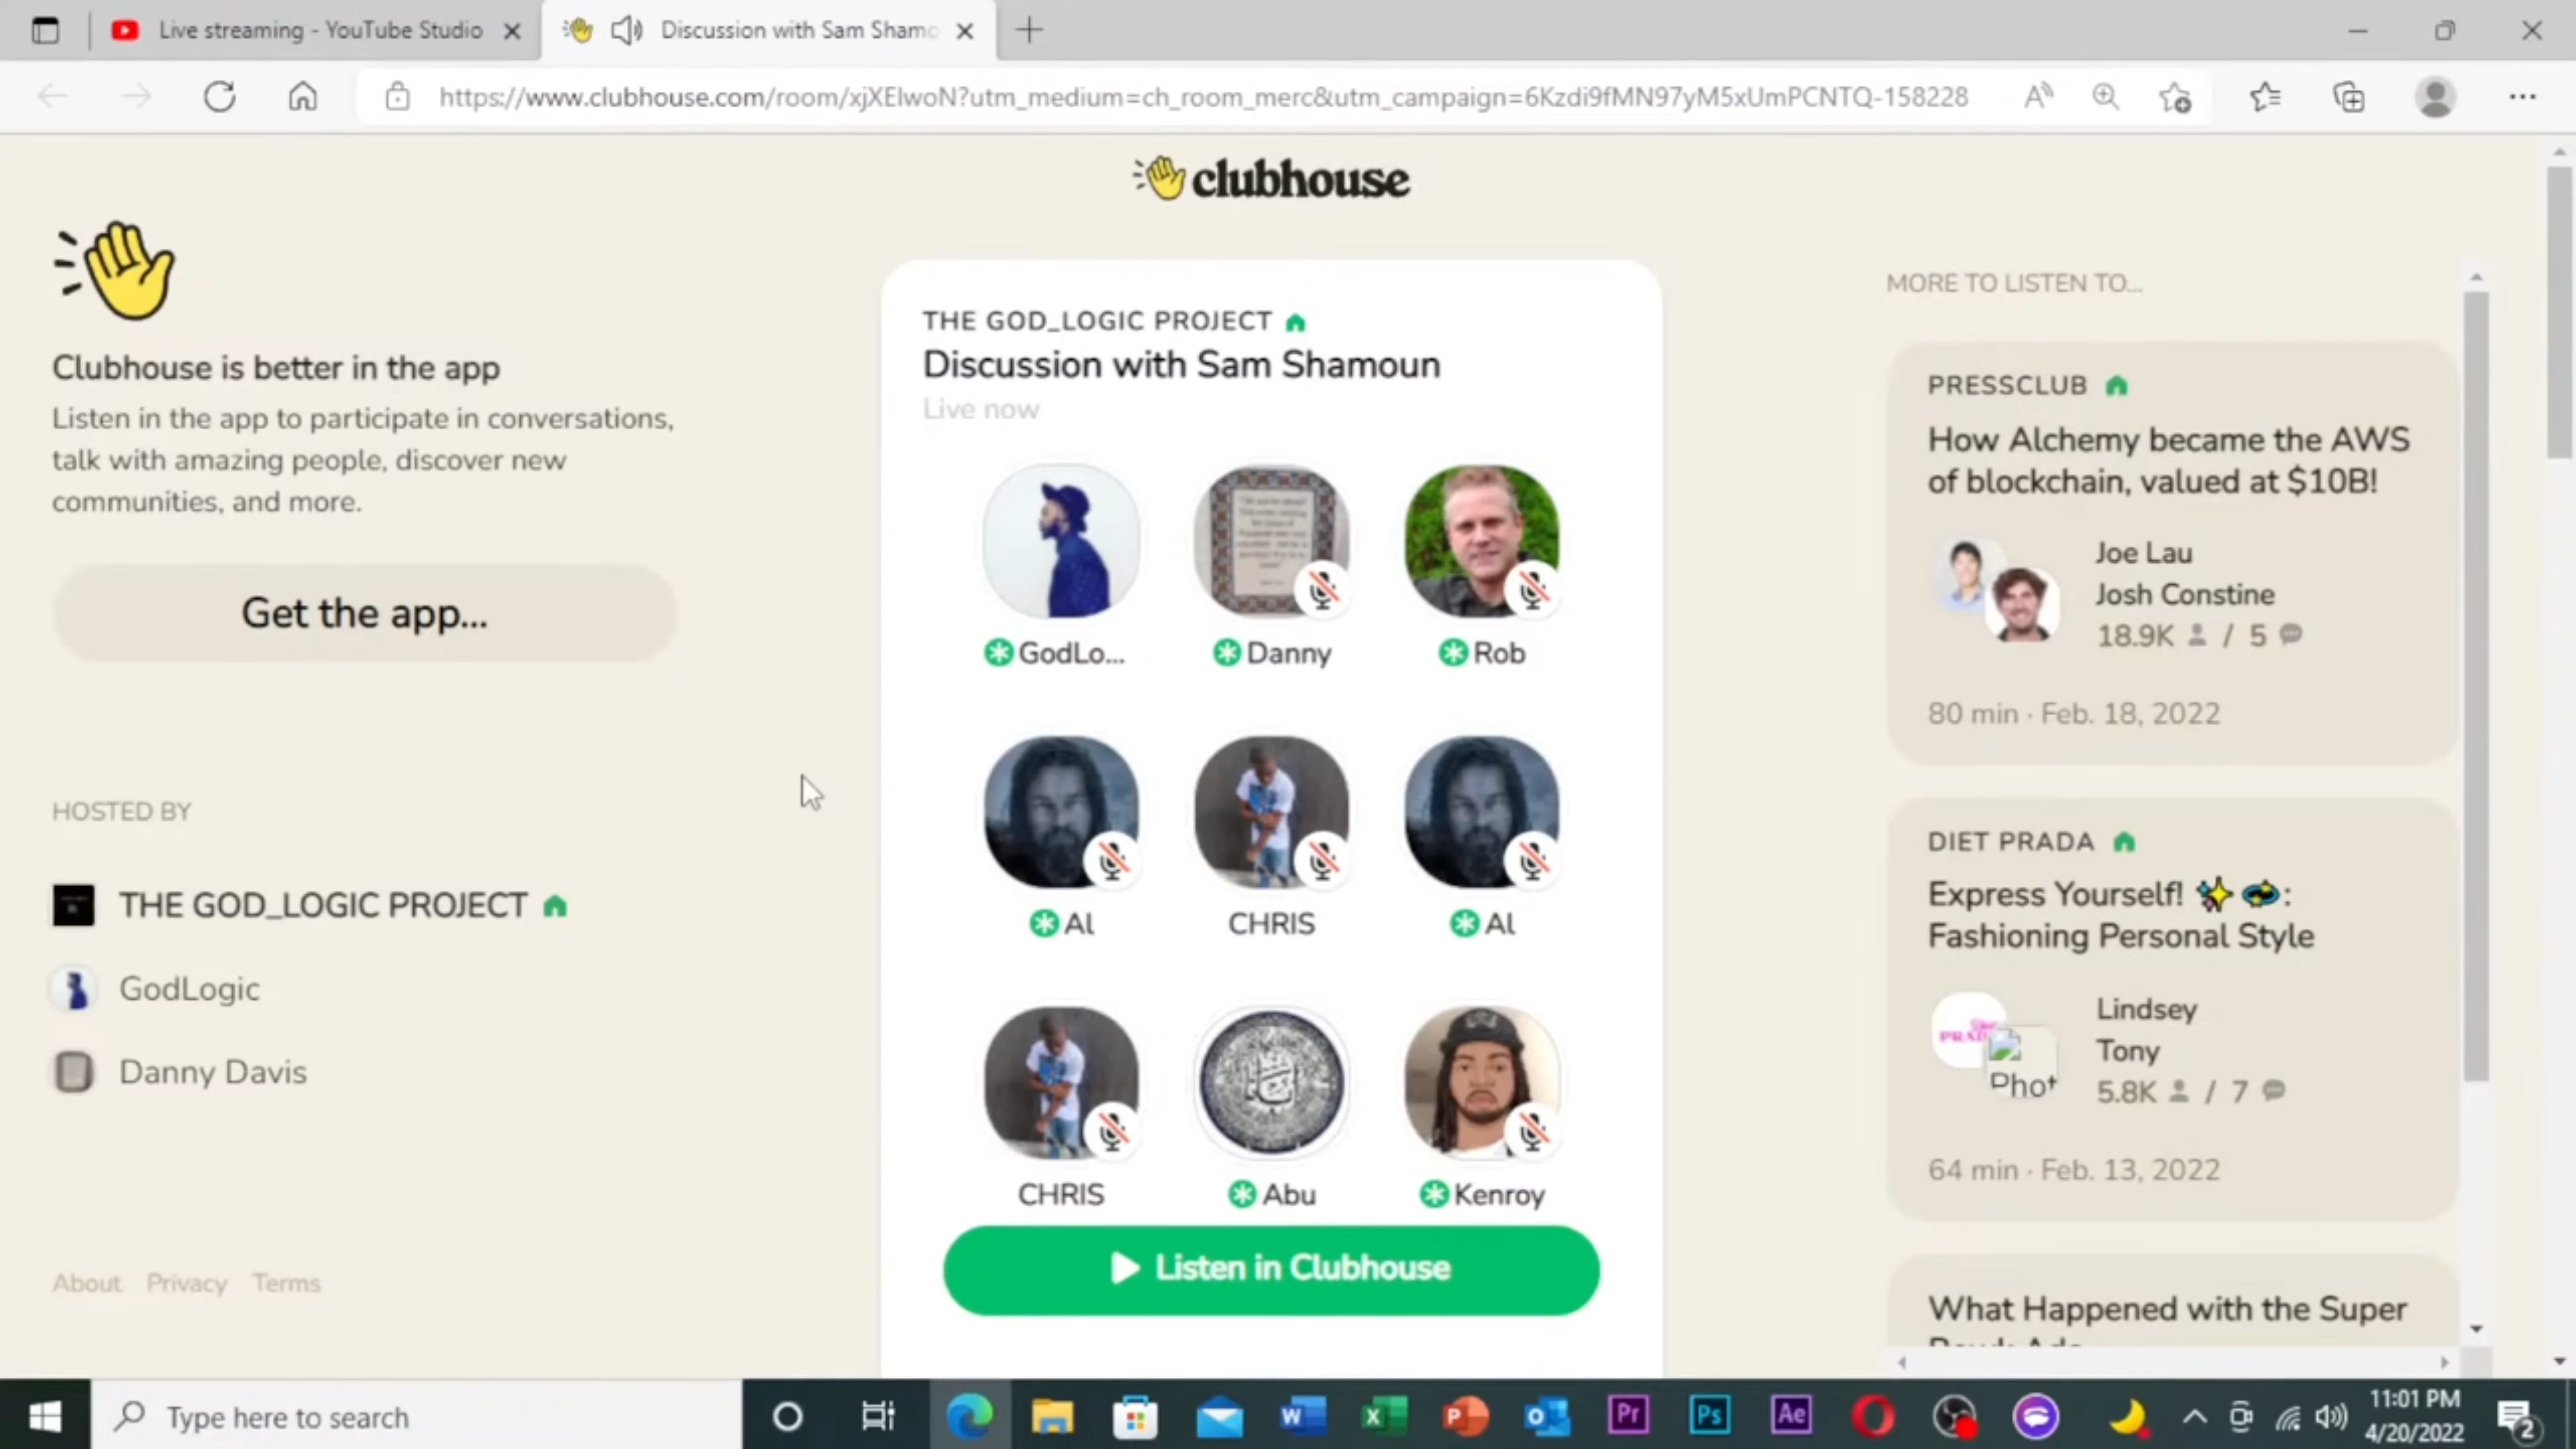 Live streaming - YouTube Studio
Discussion with Sam Shamo
https://www.clubhouse.com/room/xjXElwoN?utm_medium=ch_room_merc&utm_campaign=6Kzdi9fMN97yM5xUmPCNTQ-158228
clubhouse
Clubhouse is better in the app
Listen in the app to participate in conversations,
talk with amazing people, discover new
communities, and more.
Get the app...
HOSTED BY
THE GOD_LOGIC PROJECT
GodLogic
Danny Davis
About Privacy Terms
THE GOD_LOGIC PROJECT
Discussion with Sam Shamoun
Live now
GodLo... Danny Rob
Al CHRIS Al
CHRIS Abu Kenroy
Listen in Clubhouse
MORE TO LISTEN TO...
PRESSCLUB
How Alchemy became the AWS
of blockchain, valued at $10B!
Joe Lau
Josh Constine
18.9K / 5
80 min · Feb. 18, 2022
DIET PRADA
Express Yourself! ✨ :
Fashioning Personal Style
Phot
Lindsey
Tony
5.8K / 7
64 min · Feb. 13, 2022
What Happened with the Super
Type here to search
W X P Pr Ps Ae
11:01 PM
4/20/2022
2